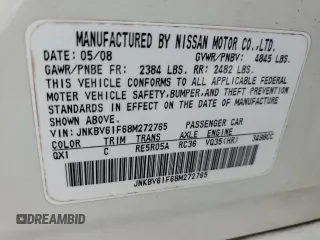 MANUFACTURED BY NISSAN MOTOR CO.,LTD.
DATE: 05/08 GVWR/PNBV: 4845 LBS.
GAWR/PNBE FR: 2384 LBS. RR: 2482 LBS.
THIS VEHICLE CONFORMS TO ALL APPLICABLE FEDERAL
MOTOR VEHICLE SAFETY,BUMPER,AND THEFT PREVENTION
STANDARDS IN EFFECT ON THE DATE OF MANUFACTURE
SHOWN ABOVE.
VIN: JNKBV61F68M272765 PASSENGER CAR
COLOR TRIM TRANS AXLE ENGINE
QX1 C RE5R05A RC36 VQ35(HR) 3498CC
JNKBV61F68M272765
DREAMBID